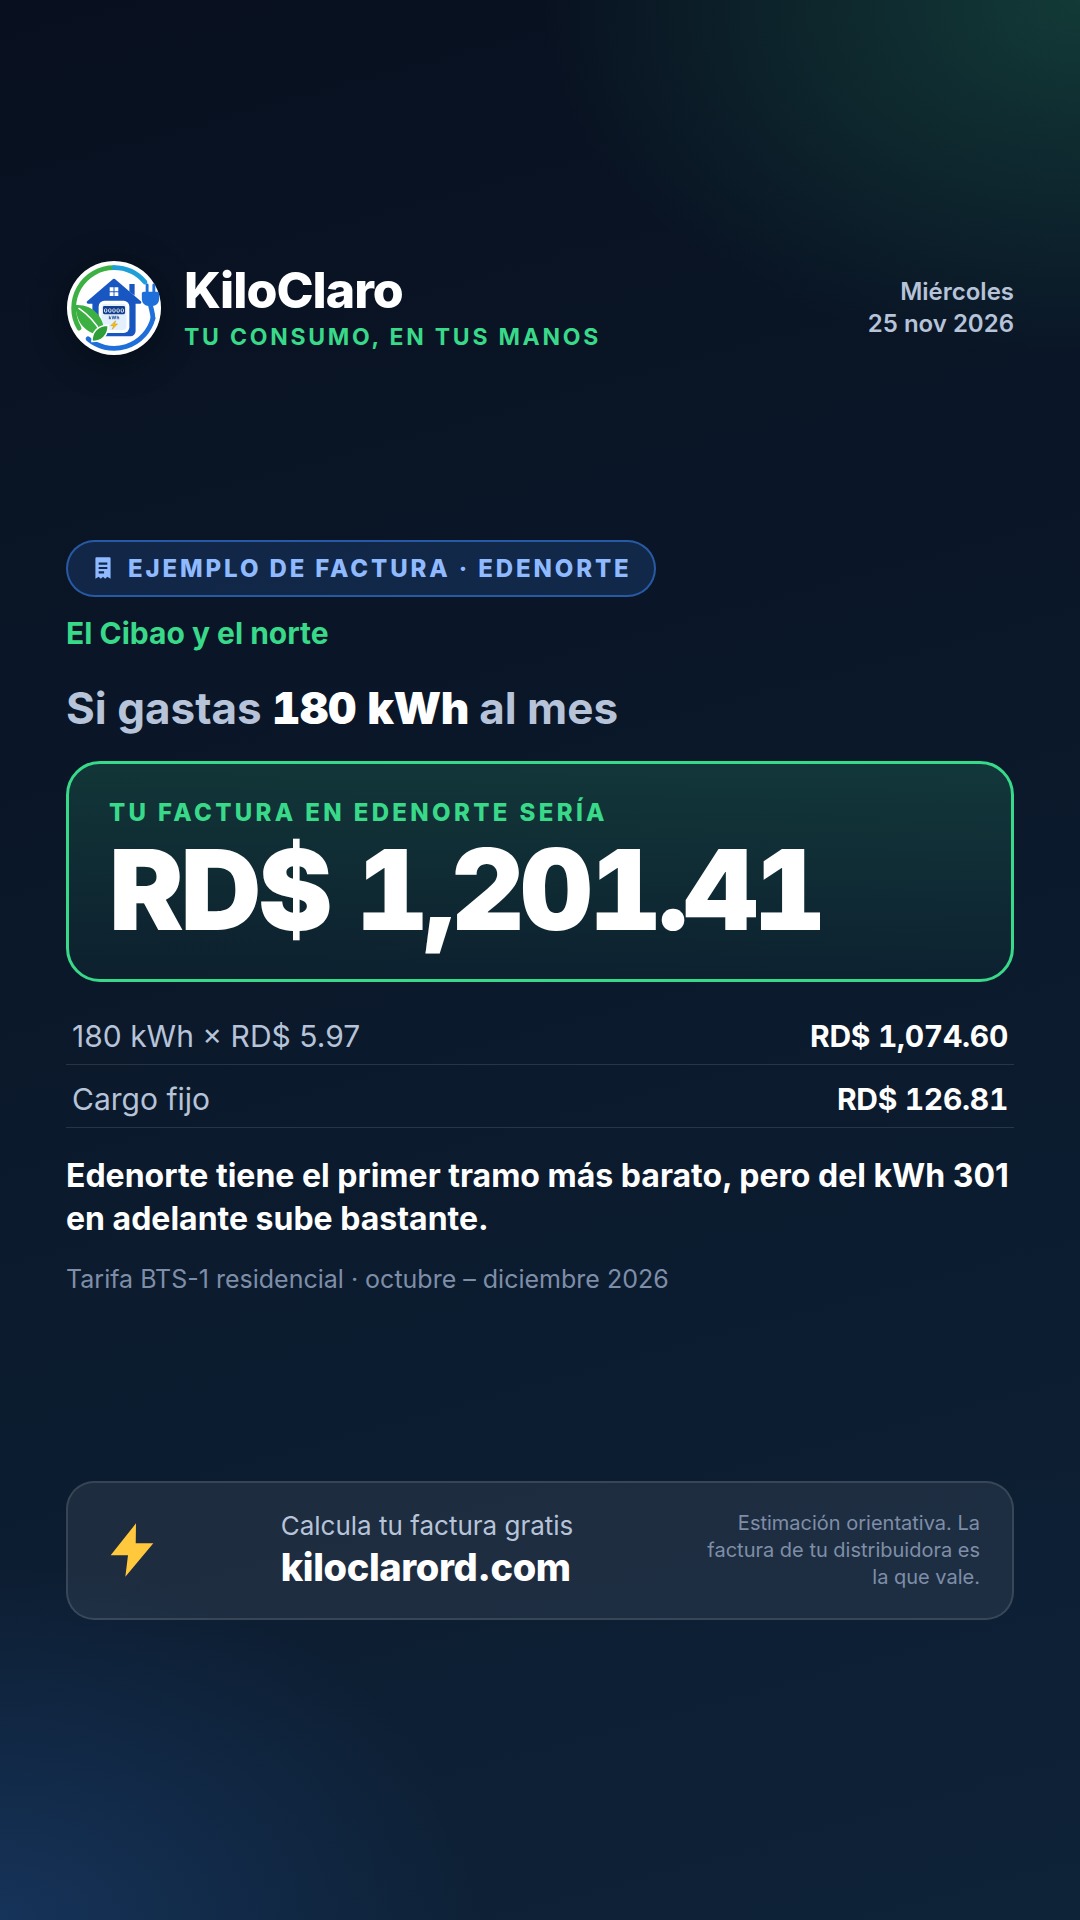 KiloClaro
TU CONSUMO, EN TUS MANOS
Miércoles
25 nov 2026
EJEMPLO DE FACTURA · EDENORTE
El Cibao y el norte
Si gastas 180 kWh al mes
TU FACTURA EN EDENORTE SERÍA
RD$ 1,201.41
180 kWh × RD$ 5.97 RD$ 1,074.60
Cargo fijo RD$ 126.81
Edenorte tiene el primer tramo más barato, pero del kWh 301
en adelante sube bastante.
Tarifa BTS-1 residencial · octubre – diciembre 2026
Calcula tu factura gratis
kiloclarord.com
Estimación orientativa. La
factura de tu distribuidora es
la que vale.